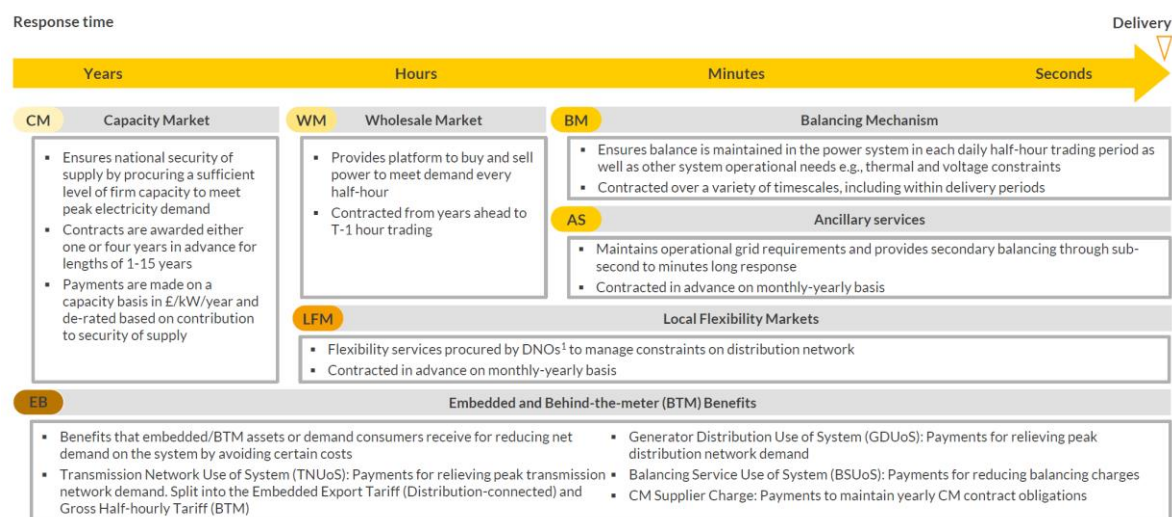 Response time
Delivery
Years Hours Minutes Seconds
CM Capacity Market
▪ Ensures national security of
supply by procuring a sufficient
level of firm capacity to meet
peak electricity demand
▪ Contracts are awarded either
one or four years in advance for
lengths of 1-15 years
▪ Payments are made on a
capacity basis in £/kW/year and
de-rated based on contribution
to security of supply
WM Wholesale Market
▪ Provides platform to buy and sell
power to meet demand every
half-hour
▪ Contracted from years ahead to
T-1 hour trading
BM Balancing Mechanism
▪ Ensures balance is maintained in the power system in each daily half-hour trading period as
well as other system operational needs e.g., thermal and voltage constraints
▪ Contracted over a variety of timescales, including within delivery periods
AS Ancillary services
▪ Maintains operational grid requirements and provides secondary balancing through sub-
second to minutes long response
▪ Contracted in advance on monthly-yearly basis
LFM Local Flexibility Markets
▪ Flexibility services procured by DNOs¹ to manage constraints on distribution network
▪ Contracted in advance on monthly-yearly basis
EB Embedded and Behind-the-meter (BTM) Benefits
▪ Benefits that embedded/BTM assets or demand consumers receive for reducing net
demand on the system by avoiding certain costs
▪ Transmission Network Use of System (TNUoS): Payments for relieving peak transmission
network demand. Split into the Embedded Export Tariff (Distribution-connected) and
Gross Half-hourly Tariff (BTM)
▪ Generator Distribution Use of System (GDUoS): Payments for relieving peak
distribution network demand
▪ Balancing Service Use of System (BSUoS): Payments for reducing balancing charges
▪ CM Supplier Charge: Payments to maintain yearly CM contract obligations